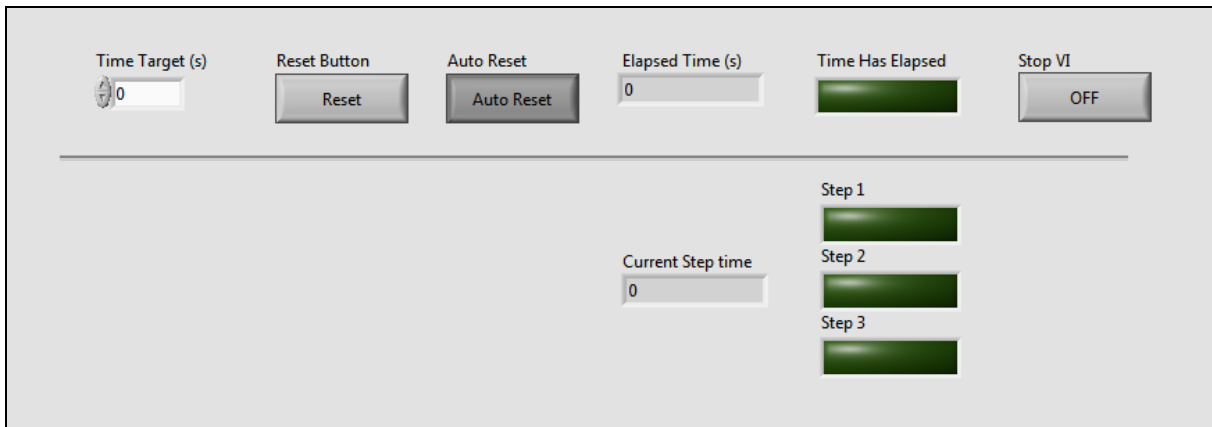 Time Target (s)
Reset Button
Auto Reset
Elapsed Time (s)
Time Has Elapsed
Stop VI
0
Reset
Auto Reset
0
OFF
Step 1
Current Step time
0
Step 2
Step 3